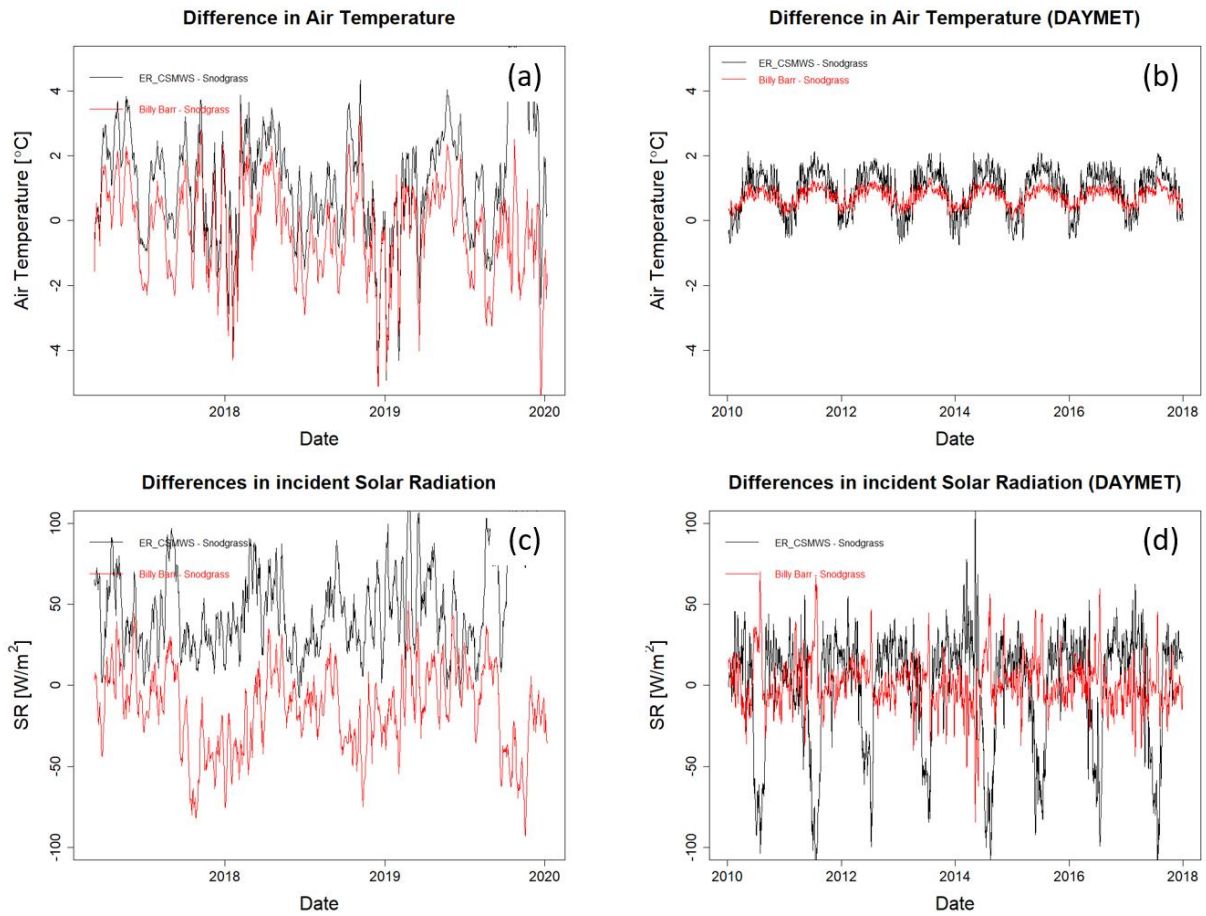 Difference in Air Temperature
(a)
ER_CSMWS - Snodgrass
Billy Barr - Snodgrass
Air Temperature [°C]
4
2
0
-2
-4
2018
2019
2020
Date
Difference in Air Temperature (DAYMET)
(b)
ER_CSMWS - Snodgrass
Billy Barr - Snodgrass
Air Temperature [°C]
4
2
0
-2
-4
2010
2012
2014
2016
2018
Date
Differences in incident Solar Radiation
(c)
ER_CSMWS - Snodgrass
Billy Barr - Snodgrass
SR [W/m²]
100
50
0
-50
-100
2018
2019
2020
Date
Differences in incident Solar Radiation (DAYMET)
(d)
ER_CSMWS - Snodgrass
Billy Barr - Snodgrass
SR [W/m²]
100
50
0
-50
-100
2010
2012
2014
2016
2018
Date